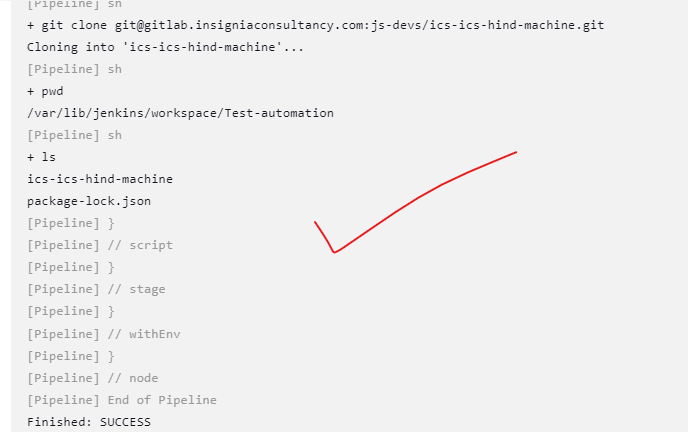 [Pipeline] sh
+ git clone git@gitlab.insigniaconsultancy.com:js-devs/ics-ics-hind-machine.git
Cloning into 'ics-ics-hind-machine'...
[Pipeline] sh
+ pwd
/var/lib/jenkins/workspace/Test-automation
[Pipeline] sh
+ ls
ics-ics-hind-machine
package-lock.json
[Pipeline] }
[Pipeline] // script
[Pipeline] }
[Pipeline] // stage
[Pipeline] }
[Pipeline] // withEnv
[Pipeline] }
[Pipeline] // node
[Pipeline] End of Pipeline
Finished: SUCCESS